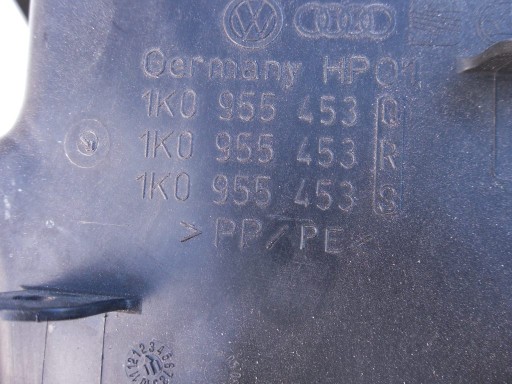 Germany HP01
1K0 955 453 Q
1K0 955 453 R
1K0 955 453 S
>PP/PE<